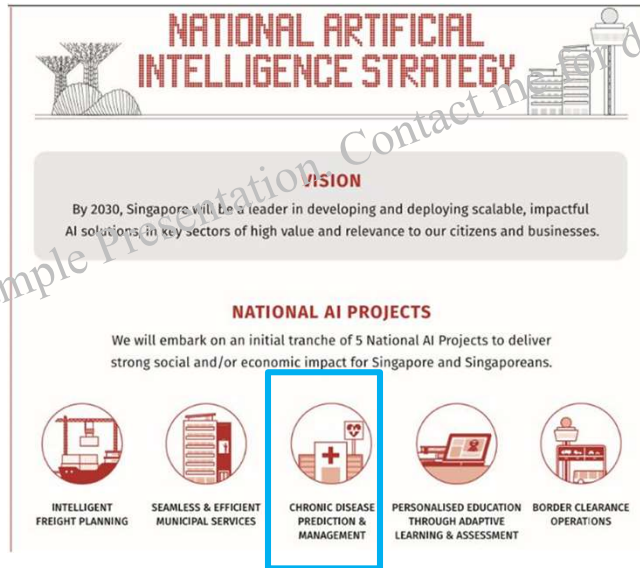 NATIONAL ARTIFICIAL
INTELLIGENCE STRATEGY
VISION
By 2030, Singapore will be a leader in developing and deploying scalable, impactful
AI solutions, in key sectors of high value and relevance to our citizens and businesses.
NATIONAL AI PROJECTS
We will embark on an initial tranche of 5 National AI Projects to deliver
strong social and/or economic impact for Singapore and Singaporeans.
INTELLIGENT
FREIGHT PLANNING
SEAMLESS & EFFICIENT
MUNICIPAL SERVICES
CHRONIC DISEASE
PREDICTION &
MANAGEMENT
PERSONALISED EDUCATION
THROUGH ADAPTIVE
LEARNING & ASSESSMENT
BORDER CLEARANCE
OPERATIONS
Presentation. Contact me for